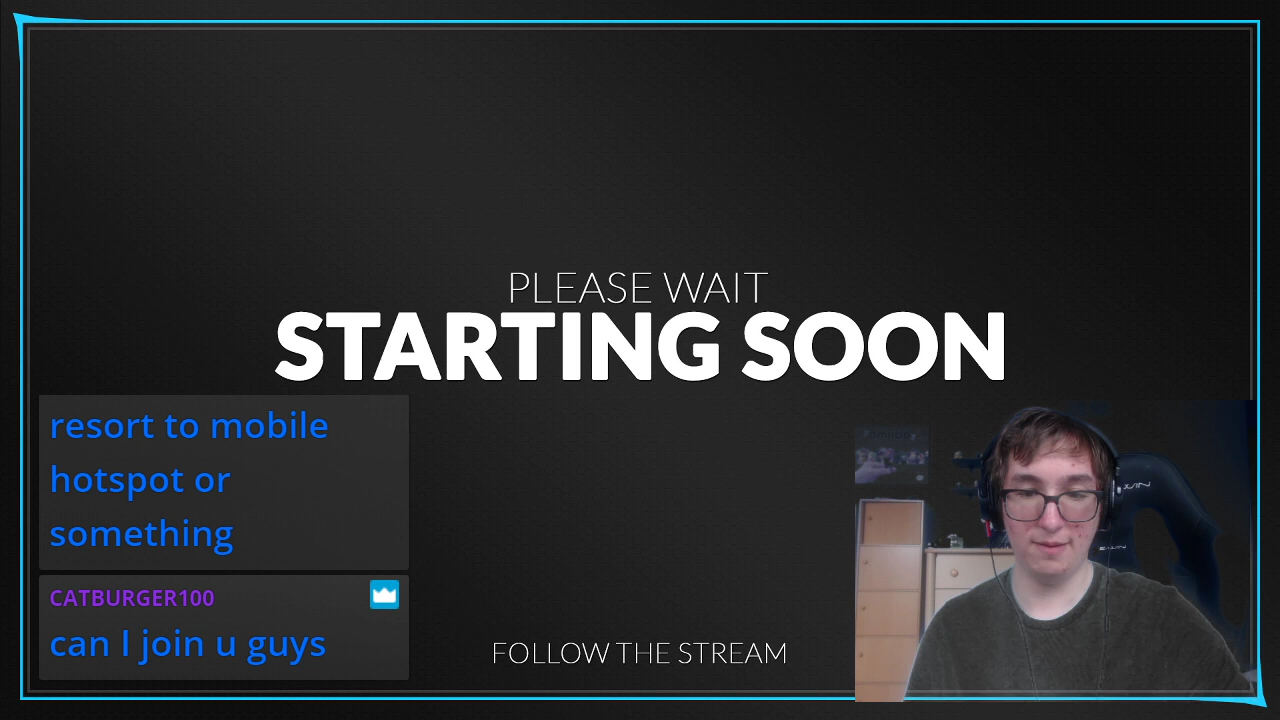 PLEASE WAIT
STARTING SOON
resort to mobile
hotspot or
something
CATBURGER100
can I join u guys
FOLLOW THE STREAM